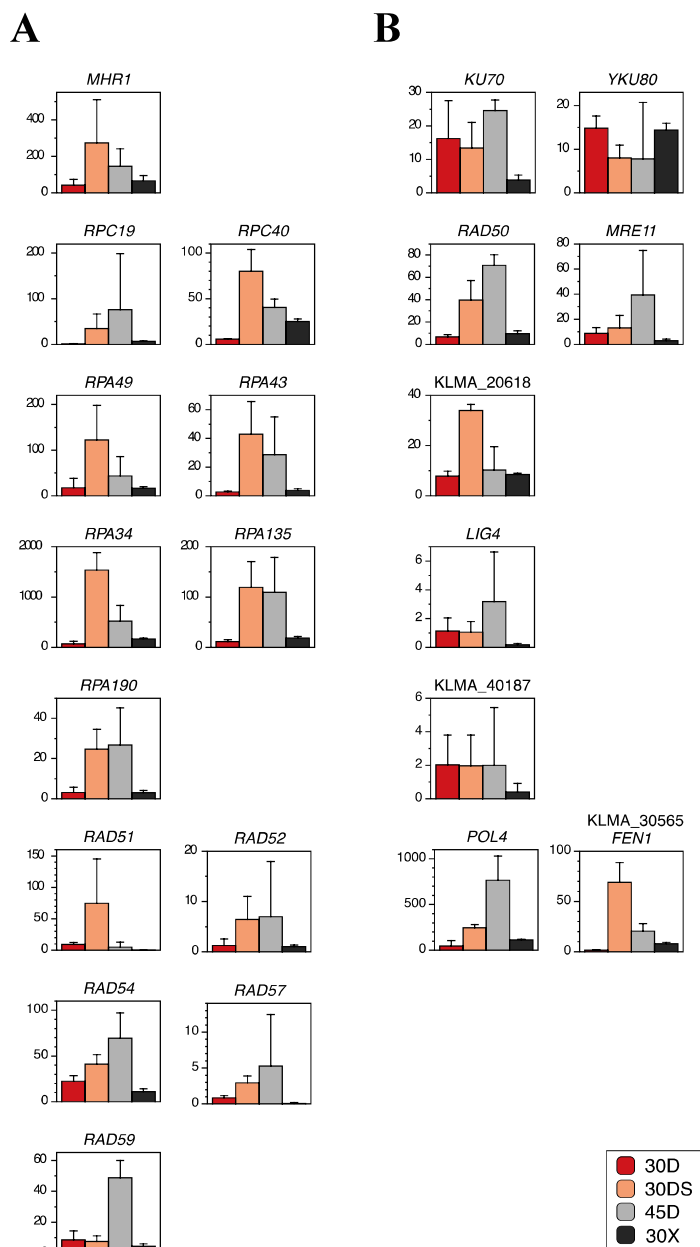 A
B
MHR1
400
200
0
KU70
30
20
10
0
YKU80
20
10
0
RPC19
200
100
0
RPC40
100
50
0
RAD50
80
60
40
20
0
MRE11
80
60
40
20
0
RPA49
200
100
0
RPA43
60
40
20
0
KLMA_20618
40
20
0
RPA34
2000
1000
0
RPA135
200
100
0
LIG4
6
4
2
0
RPA190
40
20
0
KLMA_40187
6
4
2
0
RAD51
150
100
50
0
RAD52
20
10
0
POL4
1000
500
0
KLMA_30565
FEN1
100
50
0
RAD54
100
50
0
RAD57
10
5
0
RAD59
60
40
20
30D
30DS
45D
30X